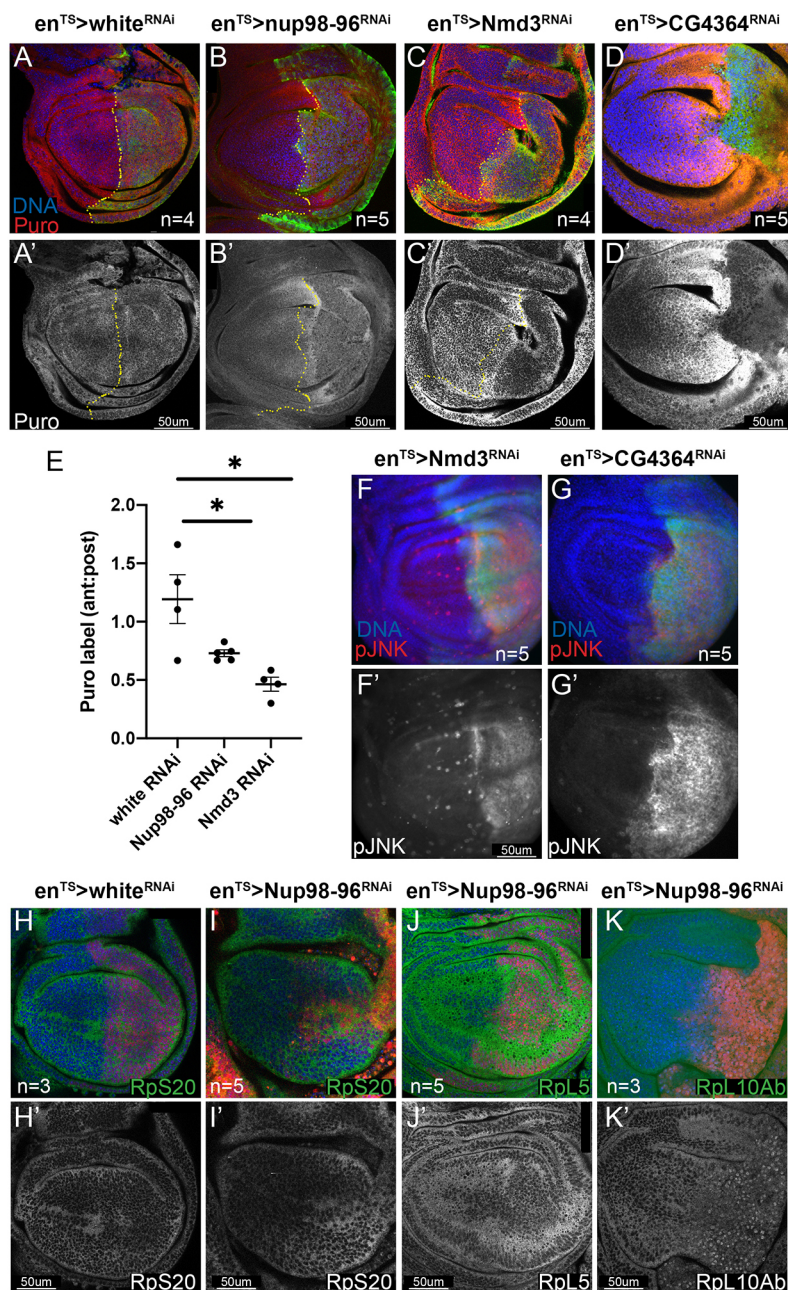 en^TS>white^RNAi en^TS>nup98-96^RNAi en^TS>Nmd3^RNAi en^TS>CG4364^RNAi
A B C D
DNA
Puro n=4 n=5 n=4 n=5
A' B' C' D'
Puro 50um 50um 50um 50um
E
en^TS>Nmd3^RNAi en^TS>CG4364^RNAi
* *
Puro label (ant:post)
2.0
1.5
1.0
0.5
0.0
white RNAi
Nup98-96 RNAi
Nmd3 RNAi
F G
DNA DNA
pJNK n=5 pJNK n=5
F' G'
pJNK 50um pJNK
en^TS>white^RNAi en^TS>Nup98-96^RNAi en^TS>Nup98-96^RNAi en^TS>Nup98-96^RNAi
H I J K
n=3 RpS20 n=5 RpS20 n=5 RpL5 n=3 RpL10Ab
H' I' J' K'
50um RpS20 50um RpS20 50um RpL5 50um RpL10Ab